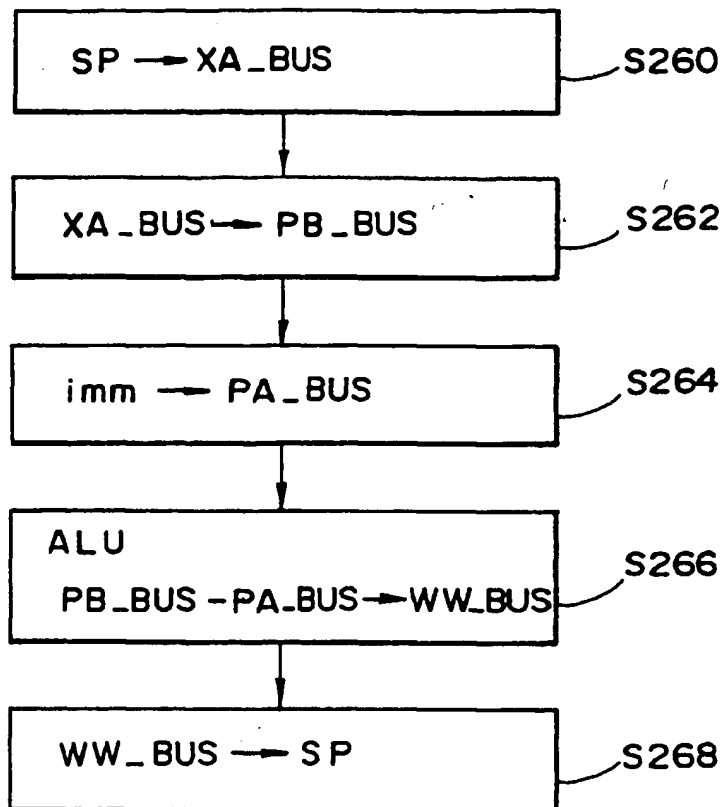 SP → XA_BUS
S260
XA_BUS → PB_BUS
S262
imm → PA_BUS
S264
ALU
PB_BUS - PA_BUS → WW_BUS
S266
WW_BUS → SP
S268